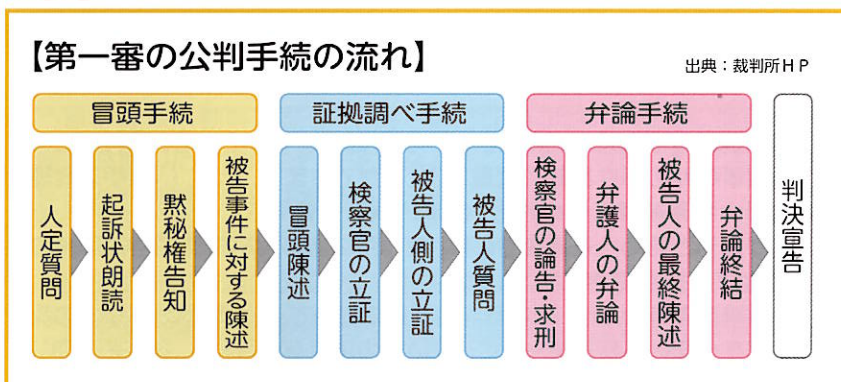 【第一審の公判手続の流れ】
出典：裁判所ＨＰ
冒頭手続
証拠調べ手続
弁論手続
人定質問
起訴状朗読
黙秘権告知
被告事件に対する陳述
冒頭陳述
検察官の立証
被告人側の立証
被告人質問
検察官の論告・求刑
弁護人の弁論
被告人の最終陳述
弁論終結
判決宣告